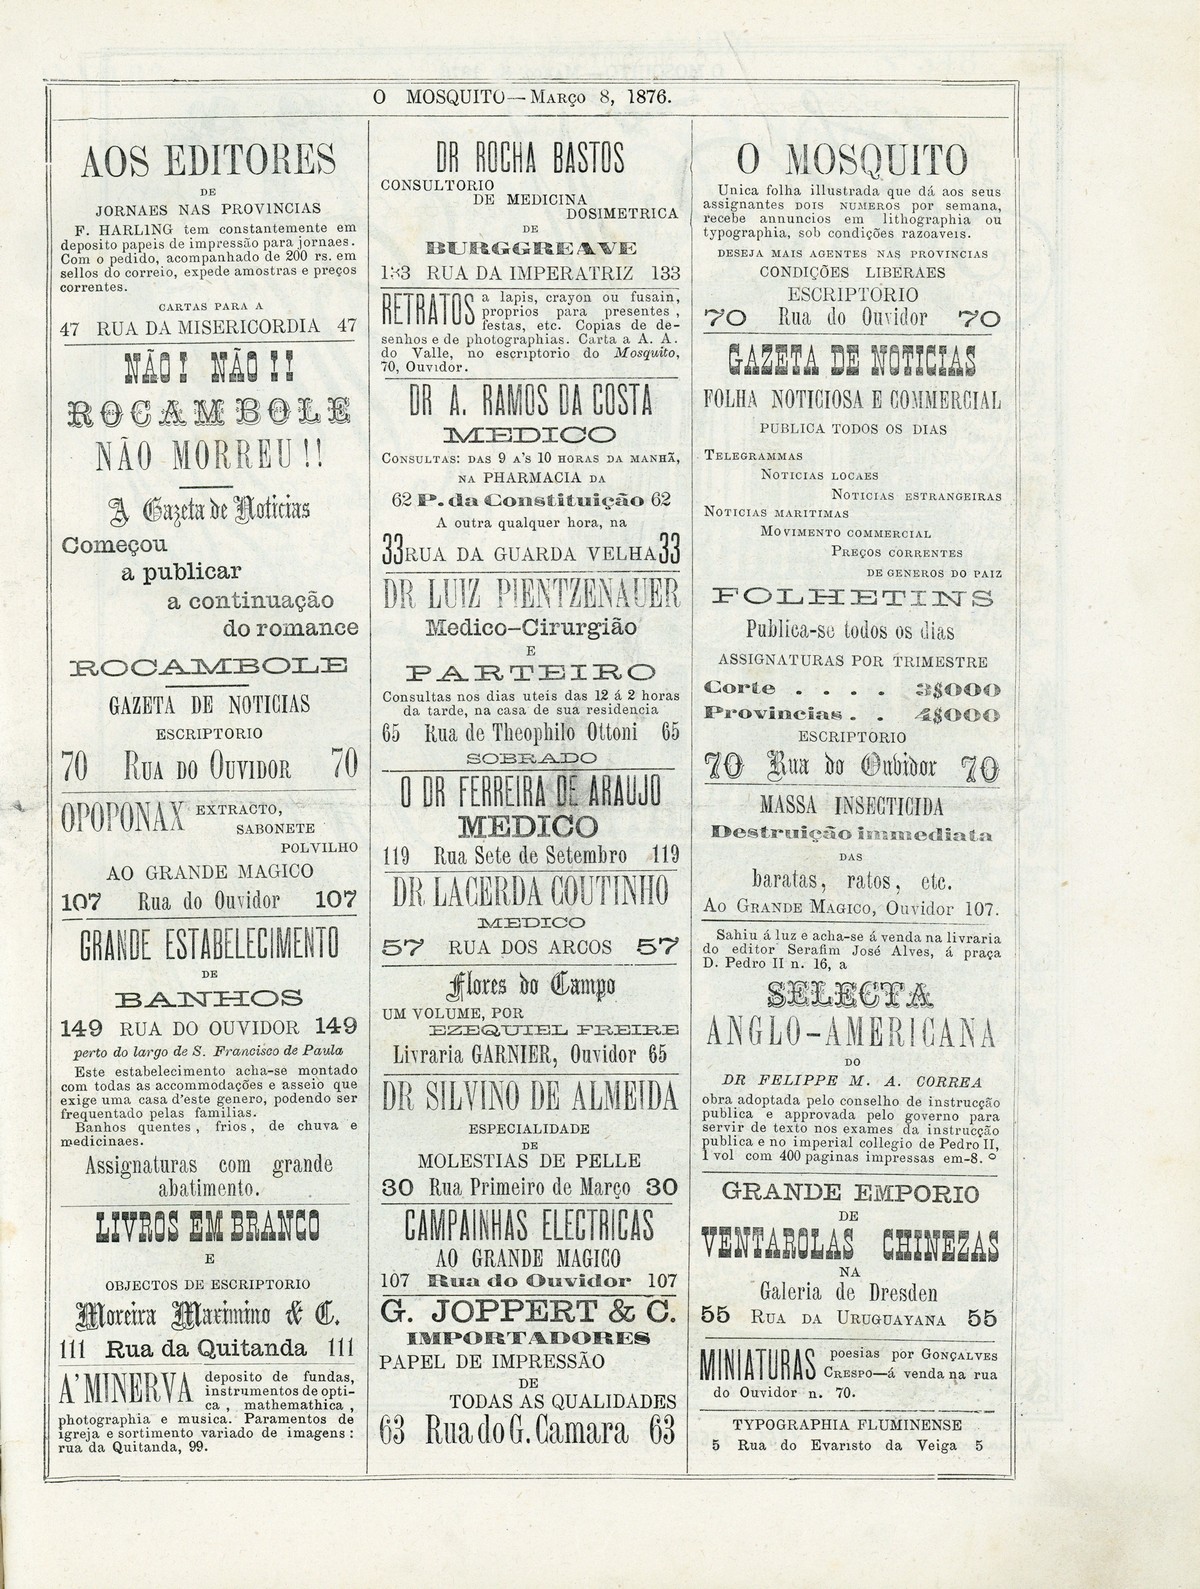 O MOSQUITO—Março 8, 1876.
AOS EDITORES
DE
JORNAES NAS PROVINCIAS
F. HARLING tem constantemente em
deposito papeis de impressão para jornaes.
Com o pedido, acompanhado de 200 rs. em
sellos do correio, expede amostras e preços
correntes.
CARTAS PARA A
47 RUA DA MISERICORDIA 47
NÃO! NÃO!!
ROCAMBOLE
NÃO MORREU!!
A Gazeta de Noticias
Começou
a publicar
a continuação
do romance
ROCAMBOLE
GAZETA DE NOTICIAS
ESCRIPTORIO
70 RUA DO OUVIDOR 70
OPOPONAX EXTRACTO,
SABONETE
POLVILHO
AO GRANDE MAGICO
107 Rua do Ouvidor 107
GRANDE ESTABELECIMENTO
DE
BANHOS
149 RUA DO OUVIDOR 149
perto do largo de S. Francisco de Paula
Este estabelecimento acha-se montado
com todas as accommodações e asseio que
exige uma casa d'este genero, podendo ser
frequentado pelas familias.
Banhos quentes, frios, de chuva e
medicinaes.
Assignaturas com grande
abatimento.
LIVROS EM BRANCO
E
OBJECTOS DE ESCRIPTORIO
Moreira Maximino & C.
111 Rua da Quitanda 111
A' MINERVA deposito de fundas,
instrumentos de opti-
ca, mathemathica,
photographia e musica. Paramentos de
igreja e sortimento variado de imagens:
rua da Quitanda, 99.
DR ROCHA BASTOS
CONSULTORIO
DE MEDICINA
DOSIMETRICA
DE
BURGGREAVE
133 RUA DA IMPERATRIZ 133
RETRATOS a lapis, crayon ou fusain,
proprios para presentes,
festas, etc. Copias de de-
senhos e de photographias. Carta a A. A.
do Valle, no escriptorio do Mosquito,
70, Ouvidor.
DR A. RAMOS DA COSTA
MEDICO
CONSULTAS: DAS 9 A'S 10 HORAS DA MANHÃ,
NA PHARMACIA DA
62 P. da Constituição 62
A outra qualquer hora, na
33 RUA DA GUARDA VELHA 33
DR LUIZ PIENTZENAUER
Medico-Cirurgião
E
PARTEIRO
Consultas nos dias uteis das 12 á 2 horas
da tarde, na casa de sua residencia
65 Rua de Theophilo Ottoni 65
SOBRADO
O DR FERREIRA DE ARAUJO
MEDICO
119 Rua Sete de Setembro 119
DR LACERDA COUTINHO
MEDICO
57 RUA DOS ARCOS 57
Flores do Campo
UM VOLUME, POR
EZEQUIEL FREIRE
Livraria GARNIER, Ouvidor 65
DR SILVINO DE ALMEIDA
ESPECIALIDADE
DE
MOLESTIAS DE PELLE
30 Rua Primeiro de Março 30
CAMPAINHAS ELECTRICAS
AO GRANDE MAGICO
107 Rua do Ouvidor 107
G. JOPPERT & C.
IMPORTADORES
PAPEL DE IMPRESSÃO
DE
TODAS AS QUALIDADES
63 Rua do G. Camara 63
O MOSQUITO
Unica folha illustrada que dá aos seus
assignantes DOIS NUMEROS por semana,
recebe annuncios em lithographia ou
typographia, sob condições razoaveis.
DESEJA MAIS AGENTES NAS PROVINCIAS
CONDIÇÕES LIBERAES
ESCRIPTORIO
70 Rua do Ouvidor 70
GAZETA DE NOTICIAS
FOLHA NOTICIOSA E COMMERCIAL
PUBLICA TODOS OS DIAS
TELEGRAMMAS
NOTICIAS LOCAES
NOTICIAS ESTRANGEIRAS
NOTICIAS MARITIMAS
MOVIMENTO COMMERCIAL
PREÇOS CORRENTES
DE GENEROS DO PAIZ
FOLHETINS
Publica-se todos os dias
ASSIGNATURAS POR TRIMESTRE
Corte . . . . 3$000
Provincias . . 4$000
ESCRIPTORIO
70 Rua do Ouvidor 70
MASSA INSECTICIDA
Destruição immediata
DAS
baratas, ratos, etc.
AO GRANDE MAGICO, Ouvidor 107.
Sahiu á luz e acha-se á venda na livraria
do editor Serafim José Alves, á praça
D. Pedro II n. 16, a
SELECTA
ANGLO-AMERICANA
DO
DR FELIPPE M. A. CORREA
obra adoptada pelo conselho de instrucção
publica e approvada pelo governo para
servir de texto nos exames da instrucção
publica e no imperial collegio de Pedro II,
1 vol com 400 paginas impressas em-8. º
GRANDE EMPORIO
DE
VENTAROLAS CHINEZAS
NA
Galeria de Dresden
55 RUA DA URUGUAYANA 55
MINIATURAS poesias por GONÇALVES
CRESPO—á venda na rua
do Ouvidor n. 70.
TYPOGRAPHIA FLUMINENSE
5 Rua do Evaristo da Veiga 5